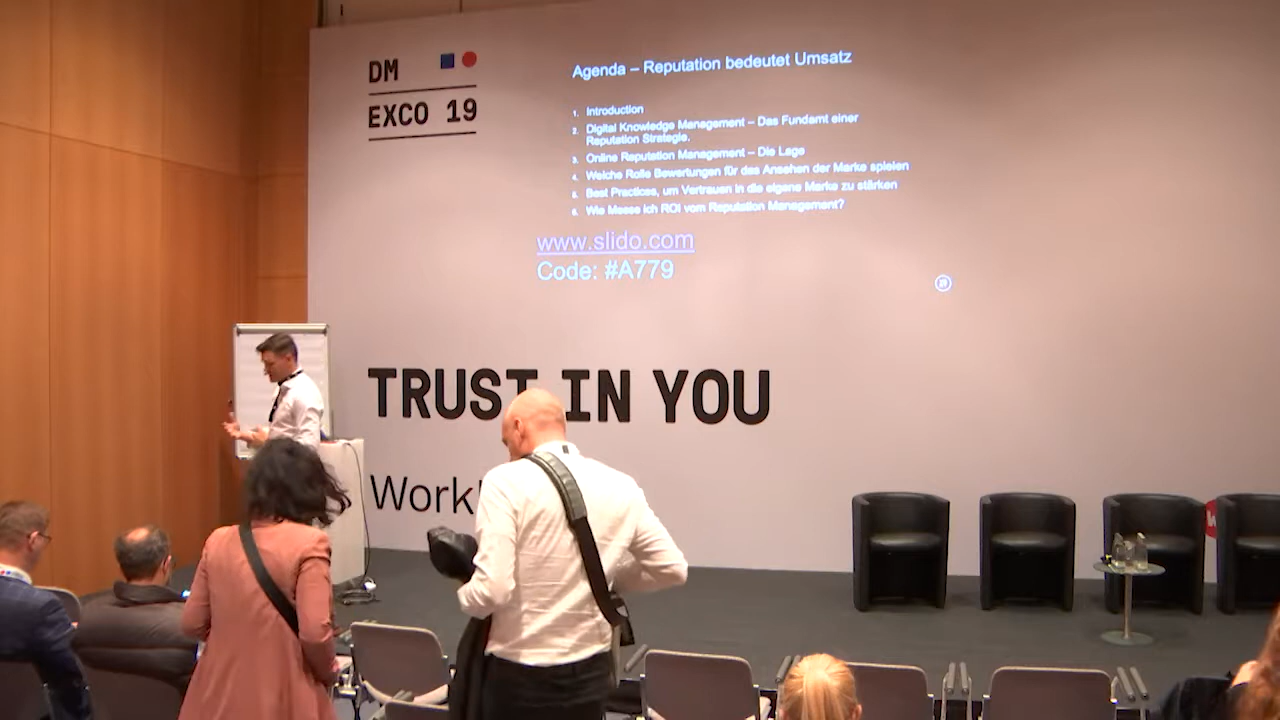 DM
EXCO 19
Agenda – Reputation bedeutet Umsatz
1. Introduction
2. Digital Knowledge Management – Das Fundamt einer
Reputation Strategie.
3. Online Reputation Management – Die Lage
4. Welche Rolle Bewertungen für das Ansehen der Marke spielen
5. Best Practices, um Vertrauen in die eigene Marke zu stärken
6. Wie Messe ich ROI vom Reputation Management?
www.slido.com
Code: #A779
TRUST IN YOU
Work